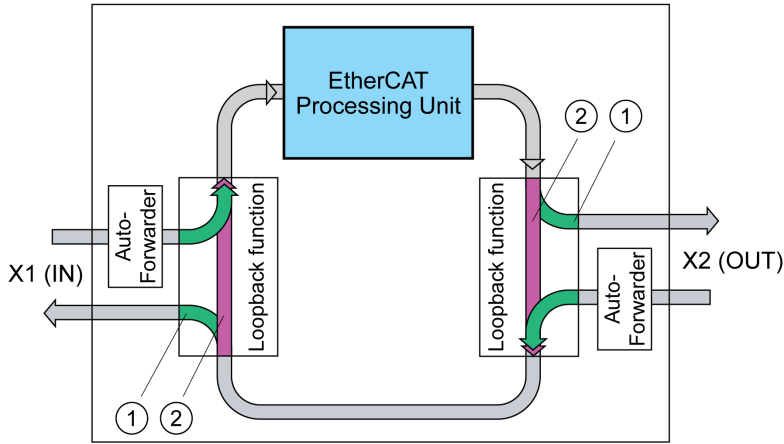 EtherCAT
Processing Unit
2
1
Auto-
Forwarder
Loopback function
Loopback function
X1 (IN)
X2 (OUT)
Auto-
Forwarder
1
2